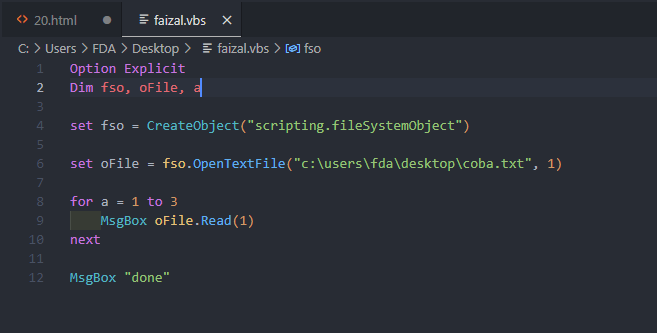 20.html faizal.vbs
C: > Users > FDA > Desktop > faizal.vbs > fso
1 Option Explicit
2 Dim fso, oFile, a
3
4 set fso = CreateObject("scripting.fileSystemObject")
5
6 set oFile = fso.OpenTextFile("c:\users\fda\desktop\coba.txt", 1)
7
8 for a = 1 to 3
9 MsgBox oFile.Read(1)
10 next
11
12 MsgBox "done"